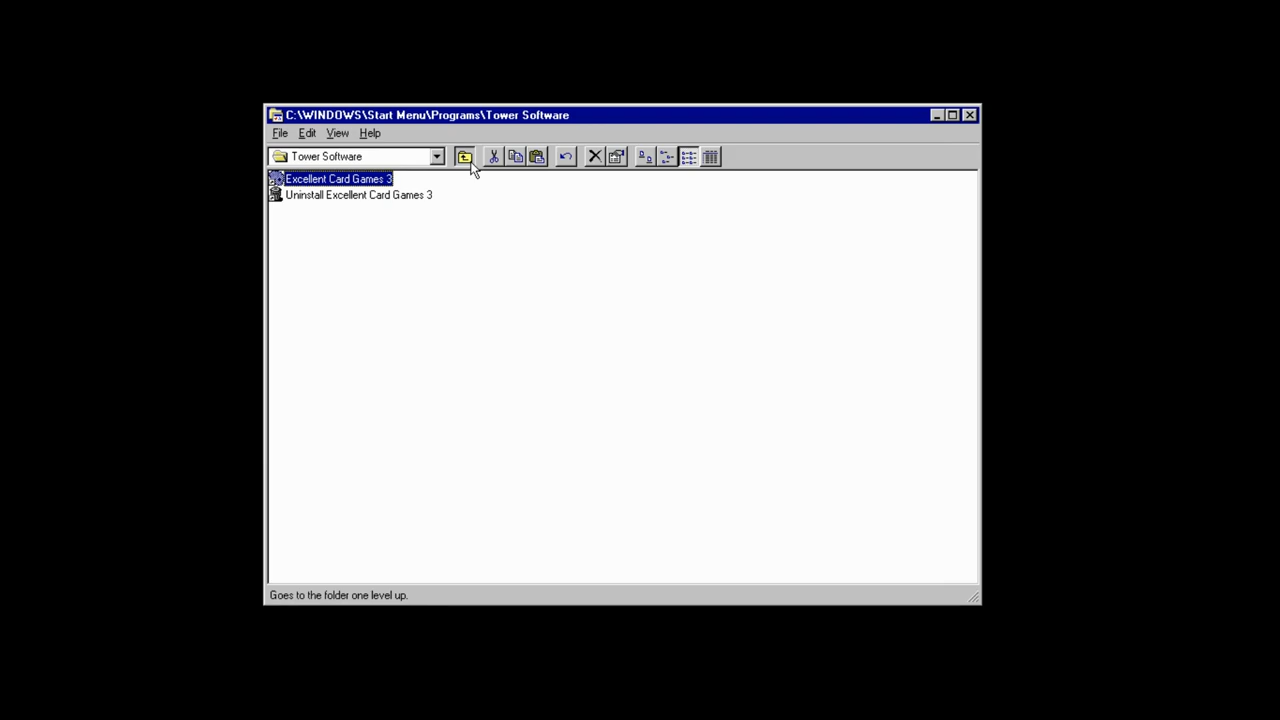 C:\WINDOWS\Start Menu\Programs\Tower Software
File Edit View Help
Tower Software
Excellent Card Games 3
Uninstall Excellent Card Games 3
Goes to the folder one level up.